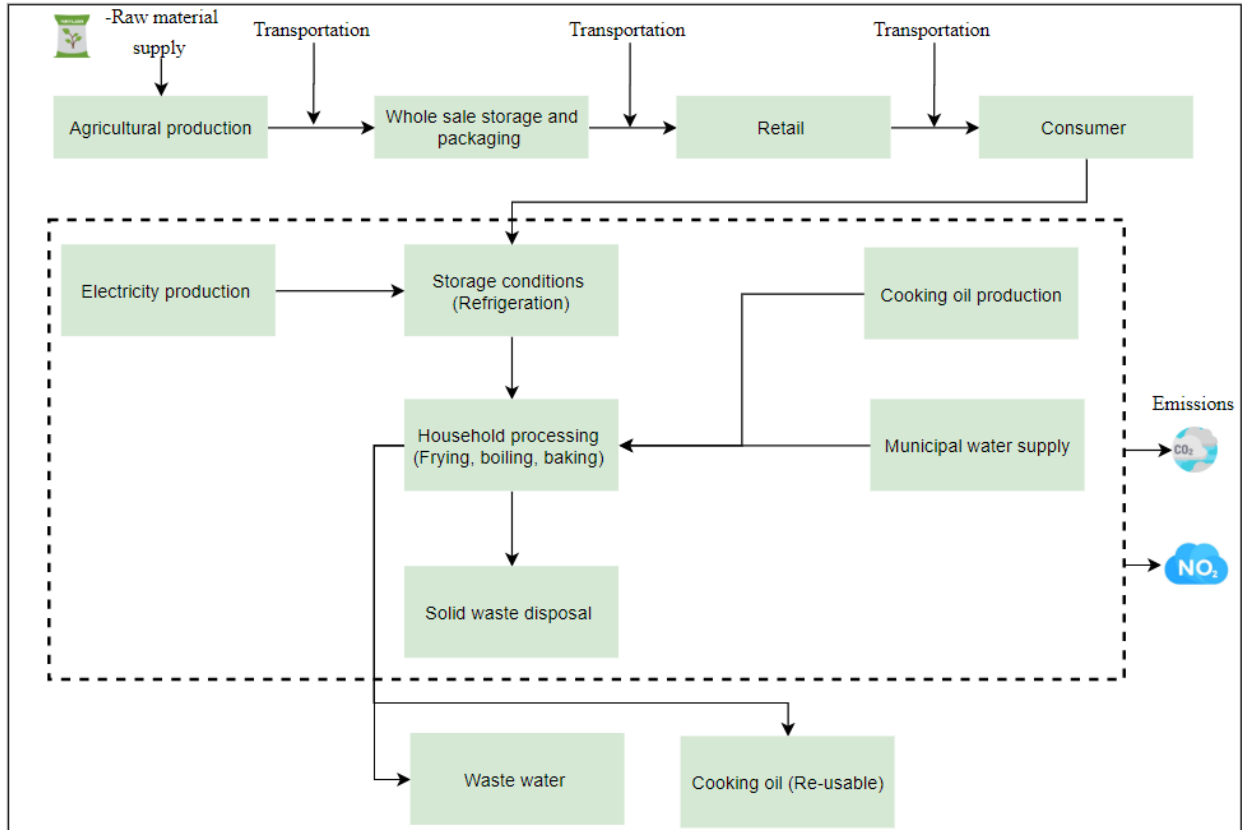 -Raw material
supply
Transportation
Transportation
Transportation
Agricultural production
Whole sale storage and
packaging
Retail
Consumer
Electricity production
Storage conditions
(Refrigeration)
Cooking oil production
Household processing
(Frying, boiling, baking)
Municipal water supply
Emissions
CO₂
NO₂
Solid waste disposal
Waste water
Cooking oil (Re-usable)